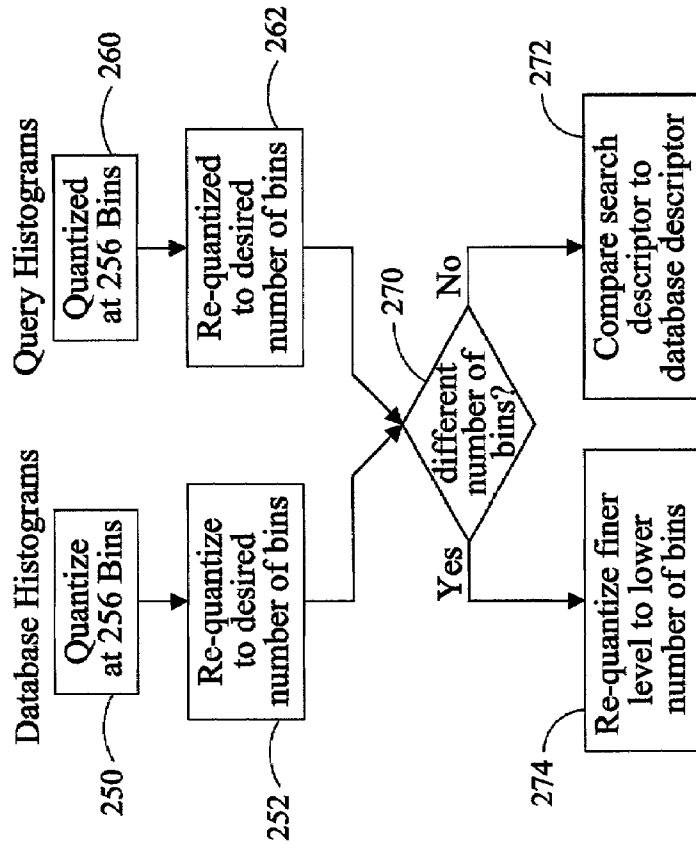 Database Histograms
Query Histograms
Quantize
at 256 Bins
250
Quantized
at 256 Bins
260
Re-quantize
to desired
number of bins
252
Re-quantized
to desired
number of bins
262
different
number of
bins?
270
Yes
No
Re-quantize finer
level to lower
number of bins
274
Compare search
descriptor to
database descriptor
272